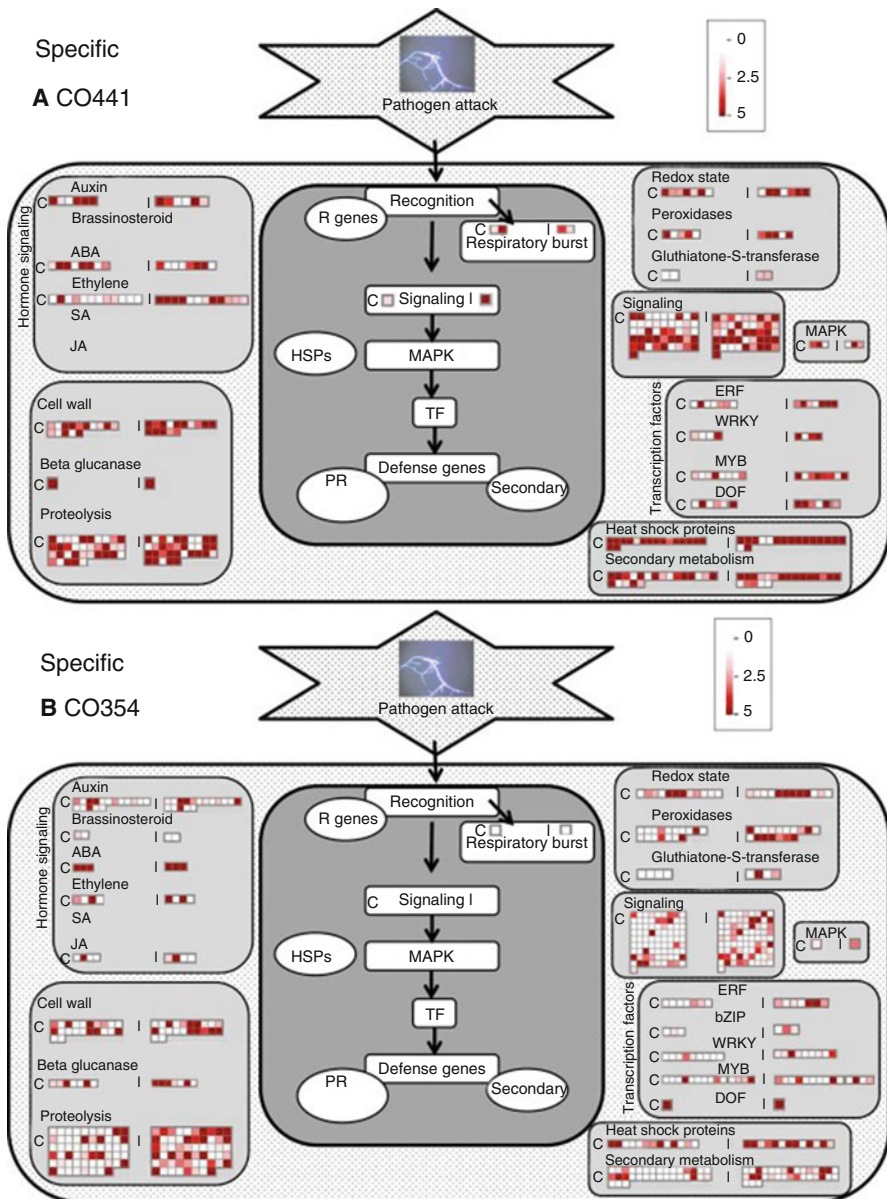 Specific
A CO441
Pathogen attack
0
2.5
5
Hormone signaling
Auxin
C I
Brassinosteroid
ABA
C I
Ethylene
C I
SA
JA
Cell wall
C I
Beta glucanase
C I
Proteolysis
C I
Recognition
R genes
C I
Respiratory burst
C Signaling I
HSPs
MAPK
TF
Defense genes
PR
Secondary
Redox state
C I
Peroxidases
C I
Gluthiatone-S-transferase
C I
Signaling
C I
MAPK
C I
Transcription factors
ERF
C I
WRKY
C I
MYB
C I
DOF
C I
Heat shock proteins
C I
Secondary metabolism
C I
Specific
B CO354
Pathogen attack
0
2.5
5
Hormone signaling
Auxin
C I
Brassinosteroid
C I
ABA
C I
Ethylene
C I
SA
JA
C I
Cell wall
C I
Beta glucanase
C I
Proteolysis
C I
Recognition
R genes
C I
Respiratory burst
C Signaling I
HSPs
MAPK
TF
Defense genes
PR
Secondary
Redox state
C I
Peroxidases
C I
Gluthiatone-S-transferase
C I
Signaling
C I
MAPK
C I
Transcription factors
ERF
C I
bZIP
C I
WRKY
C I
MYB
C I
DOF
C I
Heat shock proteins
C I
Secondary metabolism
C I